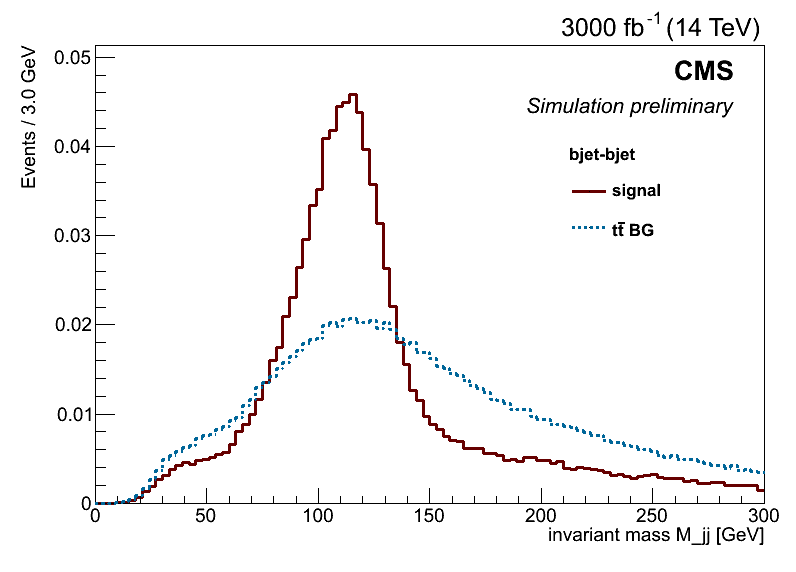 3000 fb⁻¹ (14 TeV)
CMS
Simulation preliminary
bjet-bjet
signal
tt̄ BG
Events / 3.0 GeV
0.05
0.04
0.03
0.02
0.01
0
0 50 100 150 200 250 300
invariant mass M_jj [GeV]